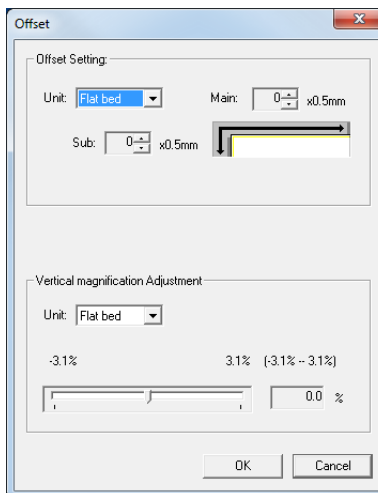 Offset
Offset Setting:
Unit: Flat bed Main: 0 x0.5mm
Sub: 0 x0.5mm
Vertical magnification Adjustment
Unit: Flat bed
-3.1% 3.1% (-3.1% -- 3.1%)
0.0 %
OK Cancel